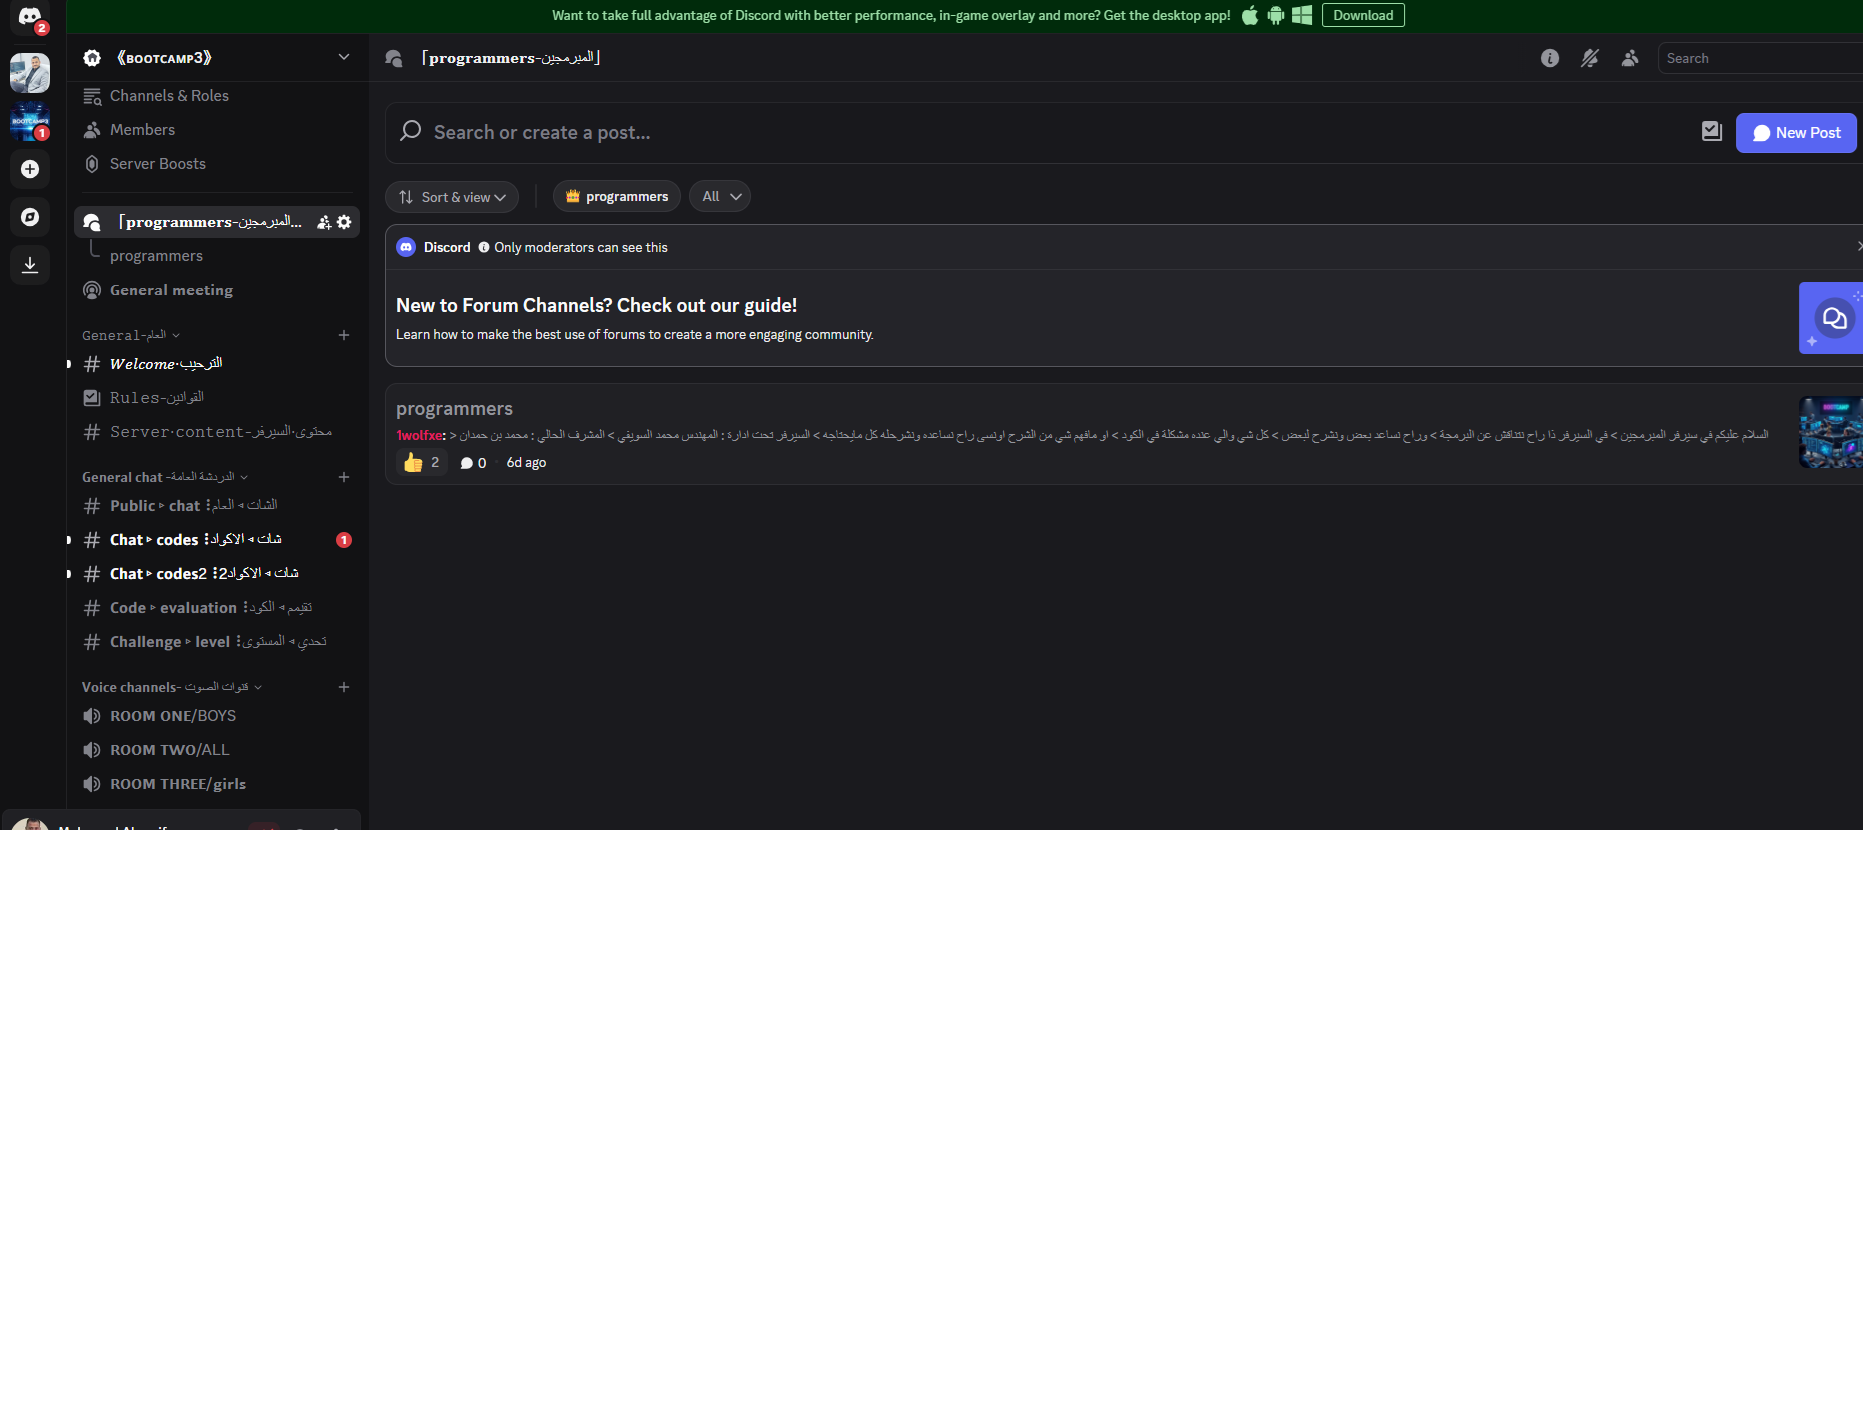 Want to take full advantage of Discord with better performance, in-game overlay and more? Get the desktop app!
Download
2
BOOTCAMP3
1
《BOOTCAMP3》
Channels & Roles
Members
Server Boosts
「programmers-المبرمجين...
programmers
General meeting
General-العام
Welcome·الترحيب
Rules-القوانين
Server·content-محتوى·السيرفر
General chat -الدردشة العامة
Public ▹ chat ⁝الشات ◃ العام
Chat ▹ codes ⁝شات ◃ الاكواد
1
Chat ▹ codes2 ⁝شات ◃ الاكواد2
Code ▹ evaluation ⁝تقيمم ◃ الكود
Challenge ▹ level ⁝تحدي ◃ المستوى
Voice channels- قنوات الصوت
ROOM ONE/BOYS
ROOM TWO/ALL
ROOM THREE/girls
「programmers-المبرمجين」
Search
Search or create a post...
New Post
Sort & view
programmers
All
Discord Only moderators can see this
New to Forum Channels? Check out our guide!
Learn how to make the best use of forums to create a more engaging community.
programmers
1wolfxe: السلام عليكم في سيرفر المبرمجين > في السيرفر ذا راح نتناقش عن البرمجة > وراح نساعد بعض ونشرح لبعض > كل شي والي عنده مشكلة في الكود > او مافهم شي من الشرح اونسى راح نساعده ونشرحله كل مايحتاجه > السيرفر تحت ادارة : المهندس محمد السويفي > المشرف الحالي : محمد بن حمدان >
2
0
6d ago
BOOTCAMP